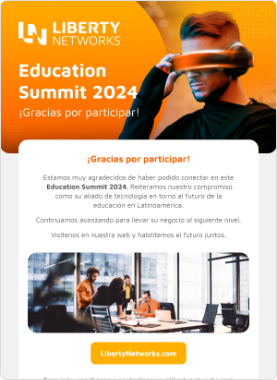 LIBERTY
NETWORKS
Education
Summit 2024
¡Gracias por participar!
¡Gracias por participar!
Estamos muy agradecidos de haber podido conectar en este
Education Summit 2024. Reiteramos nuestro compromiso
como su aliado de tecnología en torno al futuro de la
educación en Latinoamérica.
Continuamos avanzando para llevar su negocio al siguiente nivel.
Visítenos en nuestra web y habilitemos el futuro juntos.
LibertyNetworks.com